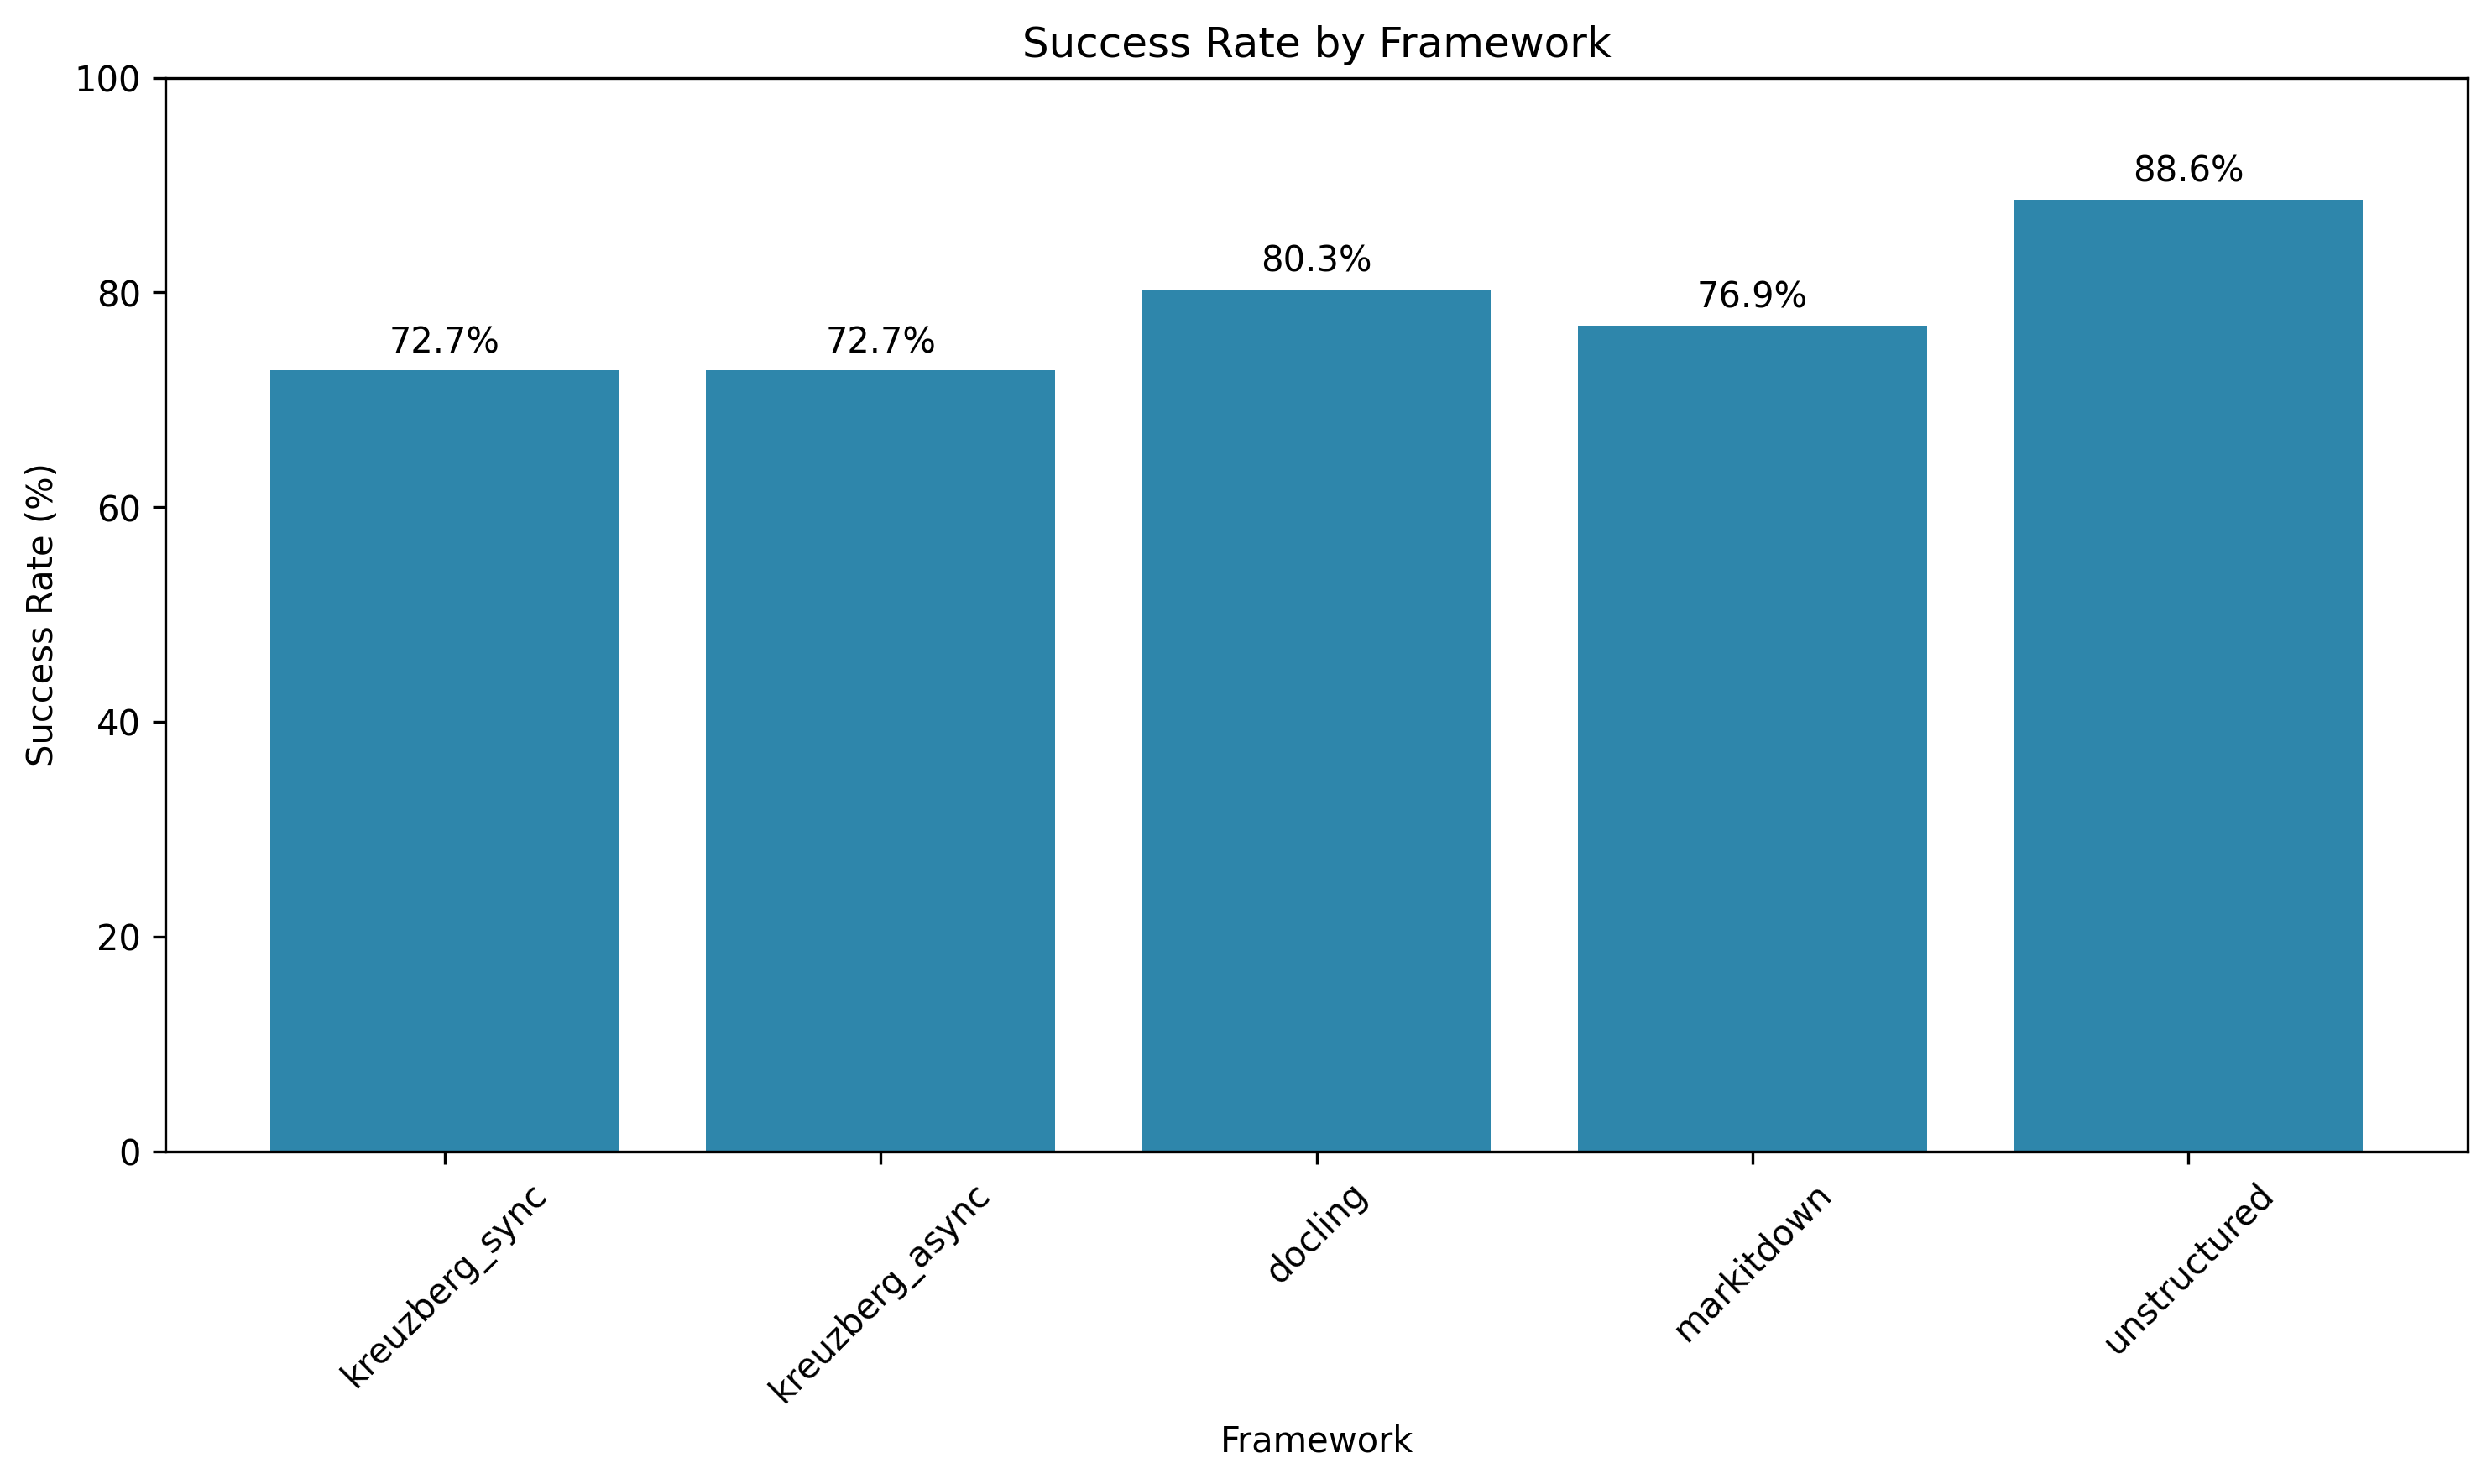 Success Rate by Framework
100
80
60
40
20
0
Success Rate (%)
72.7%
72.7%
80.3%
76.9%
88.6%
kreuzberg_sync
kreuzberg_async
docling
markitdown
unstructured
Framework